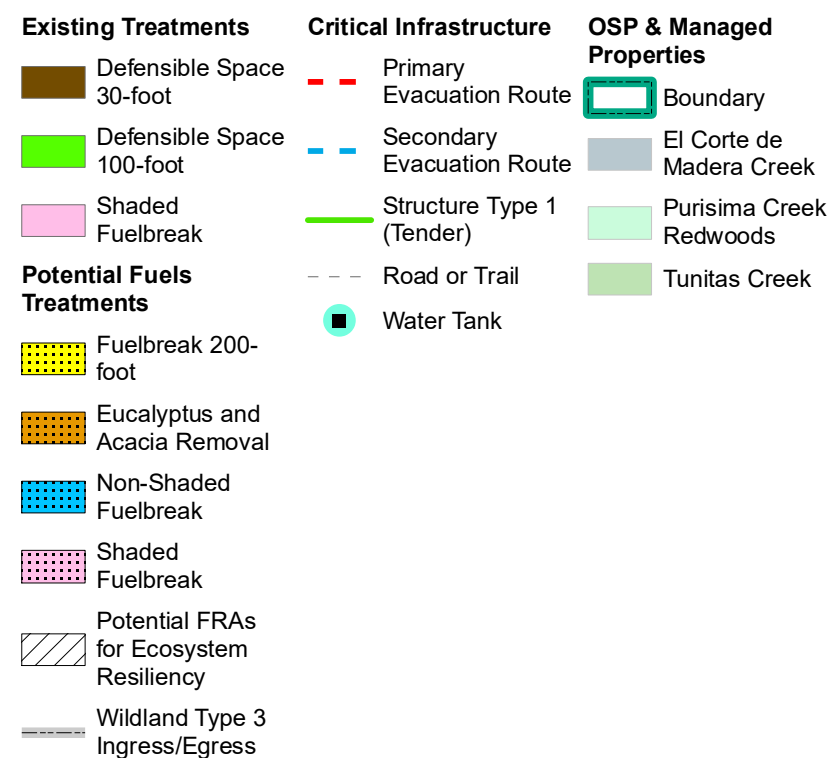 Existing Treatments
Defensible Space
30-foot
Defensible Space
100-foot
Shaded
Fuelbreak
Potential Fuels
Treatments
Fuelbreak 200-
foot
Eucalyptus and
Acacia Removal
Non-Shaded
Fuelbreak
Shaded
Fuelbreak
Potential FRAs
for Ecosystem
Resiliency
Wildland Type 3
Ingress/Egress
Critical Infrastructure
Primary
Evacuation Route
Secondary
Evacuation Route
Structure Type 1
(Tender)
Road or Trail
Water Tank
OSP & Managed
Properties
Boundary
El Corte de
Madera Creek
Purisima Creek
Redwoods
Tunitas Creek